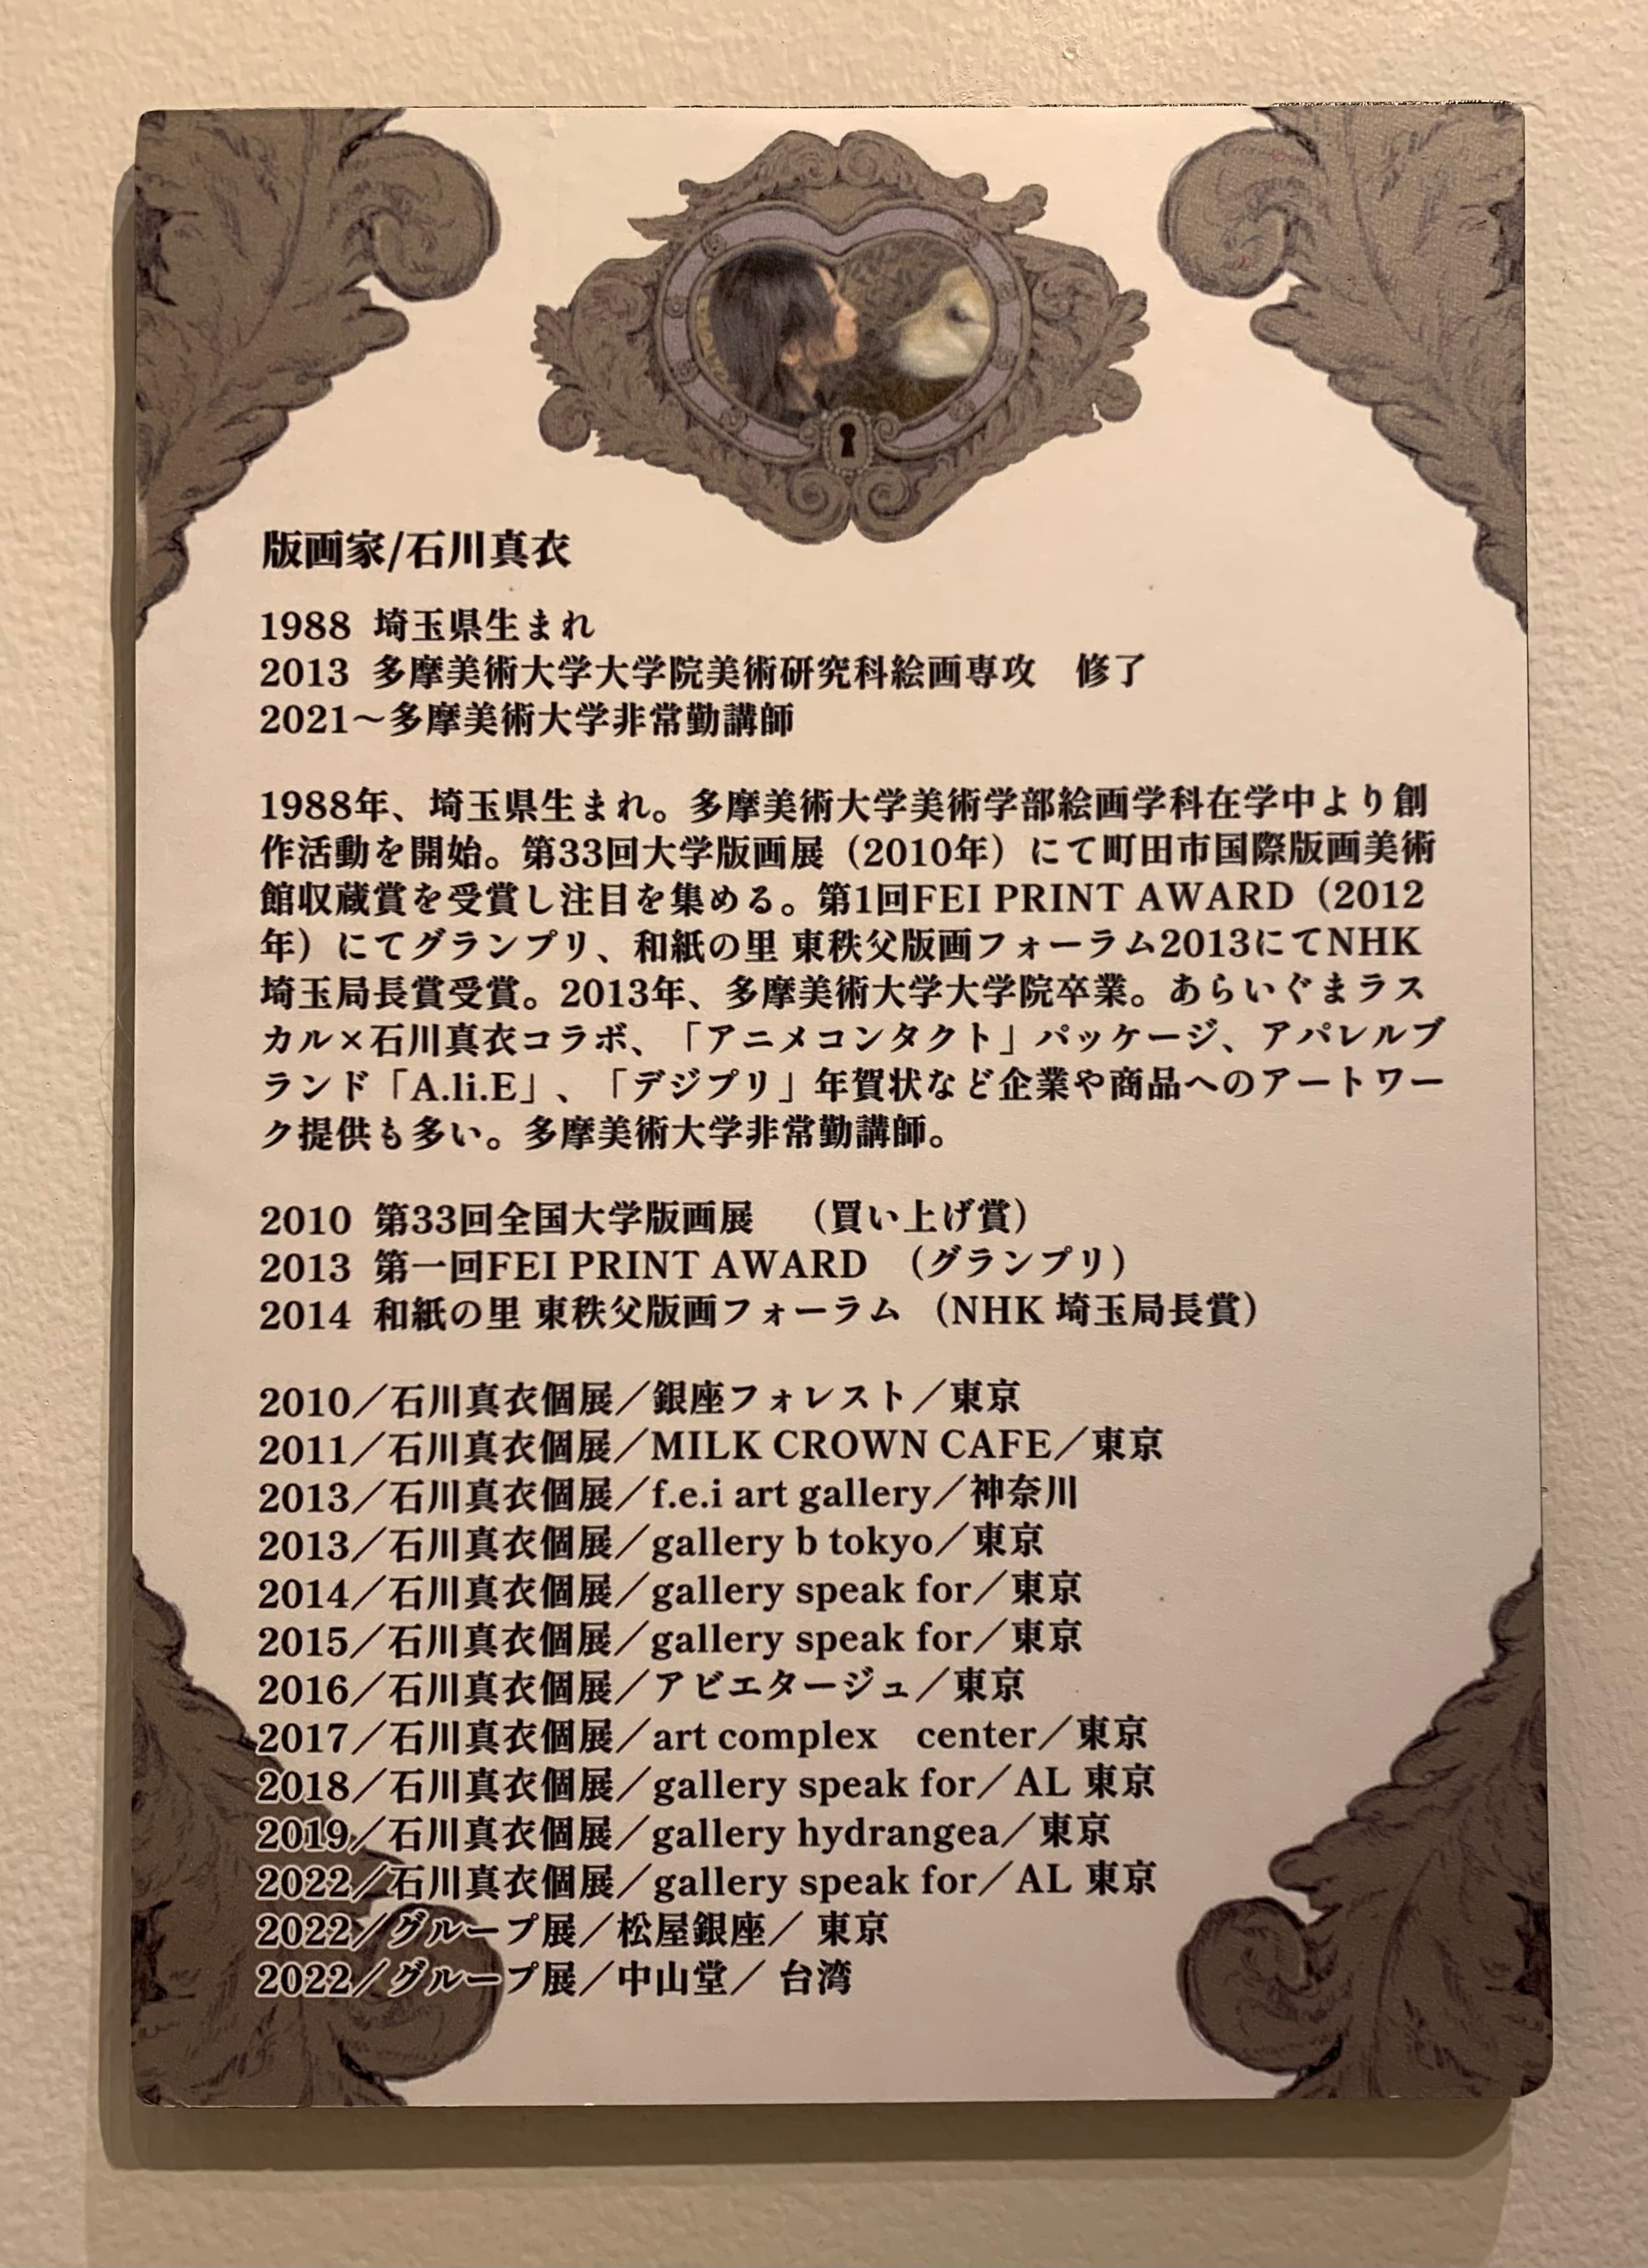 版画家/石川真衣
1988 埼玉県生まれ
2013 多摩美術大学大学院美術研究科絵画専攻　修了
2021～多摩美術大学非常勤講師
1988年、埼玉県生まれ。多摩美術大学美術学部絵画学科在学中より創
作活動を開始。第33回大学版画展（2010年）にて町田市国際版画美術
館収蔵賞を受賞し注目を集める。第1回FEI PRINT AWARD（2012
年）にてグランプリ、和紙の里 東秩父版画フォーラム2013にてNHK
埼玉局長賞受賞。2013年、多摩美術大学大学院卒業。あらいぐまラス
カル×石川真衣コラボ、「アニメコンタクト」パッケージ、アパレルブ
ランド「A.li.E」、「デジプリ」年賀状など企業や商品へのアートワー
ク提供も多い。多摩美術大学非常勤講師。
2010 第33回全国大学版画展　（買い上げ賞）
2013 第一回FEI PRINT AWARD （グランプリ）
2014 和紙の里 東秩父版画フォーラム （NHK 埼玉局長賞）
2010／石川真衣個展／銀座フォレスト／東京
2011／石川真衣個展／MILK CROWN CAFE／東京
2013／石川真衣個展／f.e.i art gallery／神奈川
2013／石川真衣個展／gallery b tokyo／東京
2014／石川真衣個展／gallery speak for／東京
2015／石川真衣個展／gallery speak for／東京
2016／石川真衣個展／アビエタージュ／東京
2017／石川真衣個展／art complex　center／東京
2018／石川真衣個展／gallery speak for／AL 東京
2019／石川真衣個展／gallery hydrangea／東京
2022／石川真衣個展／gallery speak for／AL 東京
2022／グループ展／松屋銀座／ 東京
2022／グループ展／中山堂／ 台湾